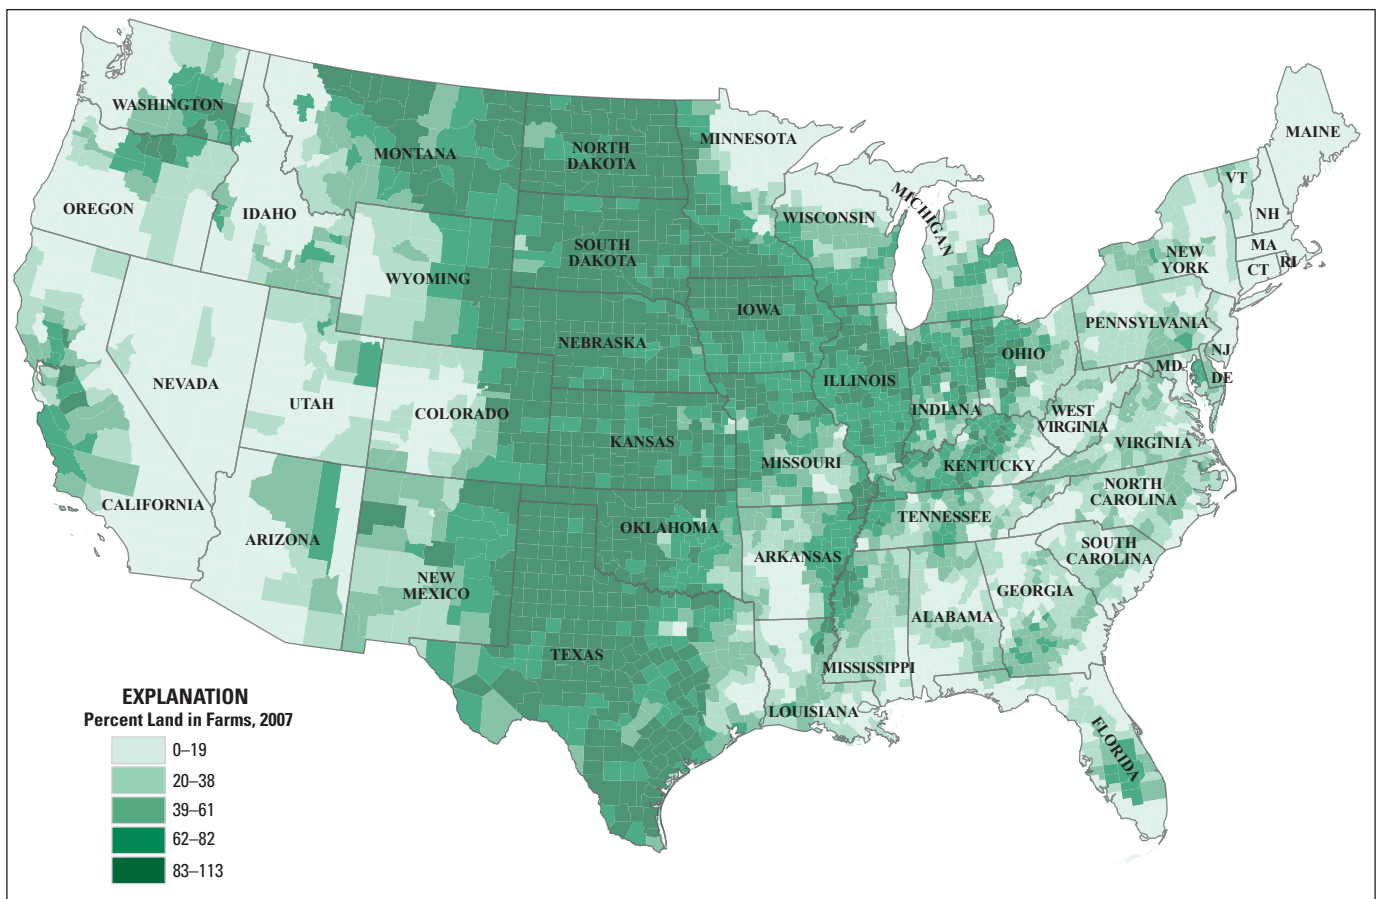 WASHINGTON
MONTANA
NORTH
DAKOTA
MINNESOTA
MAINE
OREGON
IDAHO
WISCONSIN
MICHIGAN
VT
NH
SOUTH
DAKOTA
NEW
YORK
MA
CT
RI
WYOMING
IOWA
PENNSYLVANIA
NEBRASKA
OHIO
NJ
NEVADA
ILLINOIS
MD
DE
UTAH
COLORADO
INDIANA
WEST
VIRGINIA
KANSAS
VIRGINIA
MISSOURI
KENTUCKY
CALIFORNIA
NORTH
CAROLINA
ARIZONA
OKLAHOMA
TENNESSEE
ARKANSAS
SOUTH
CAROLINA
NEW
MEXICO
GEORGIA
ALABAMA
TEXAS
MISSISSIPPI
LOUISIANA
FLORIDA
EXPLANATION
Percent Land in Farms, 2007
0–19
20–38
39–61
62–82
83–113